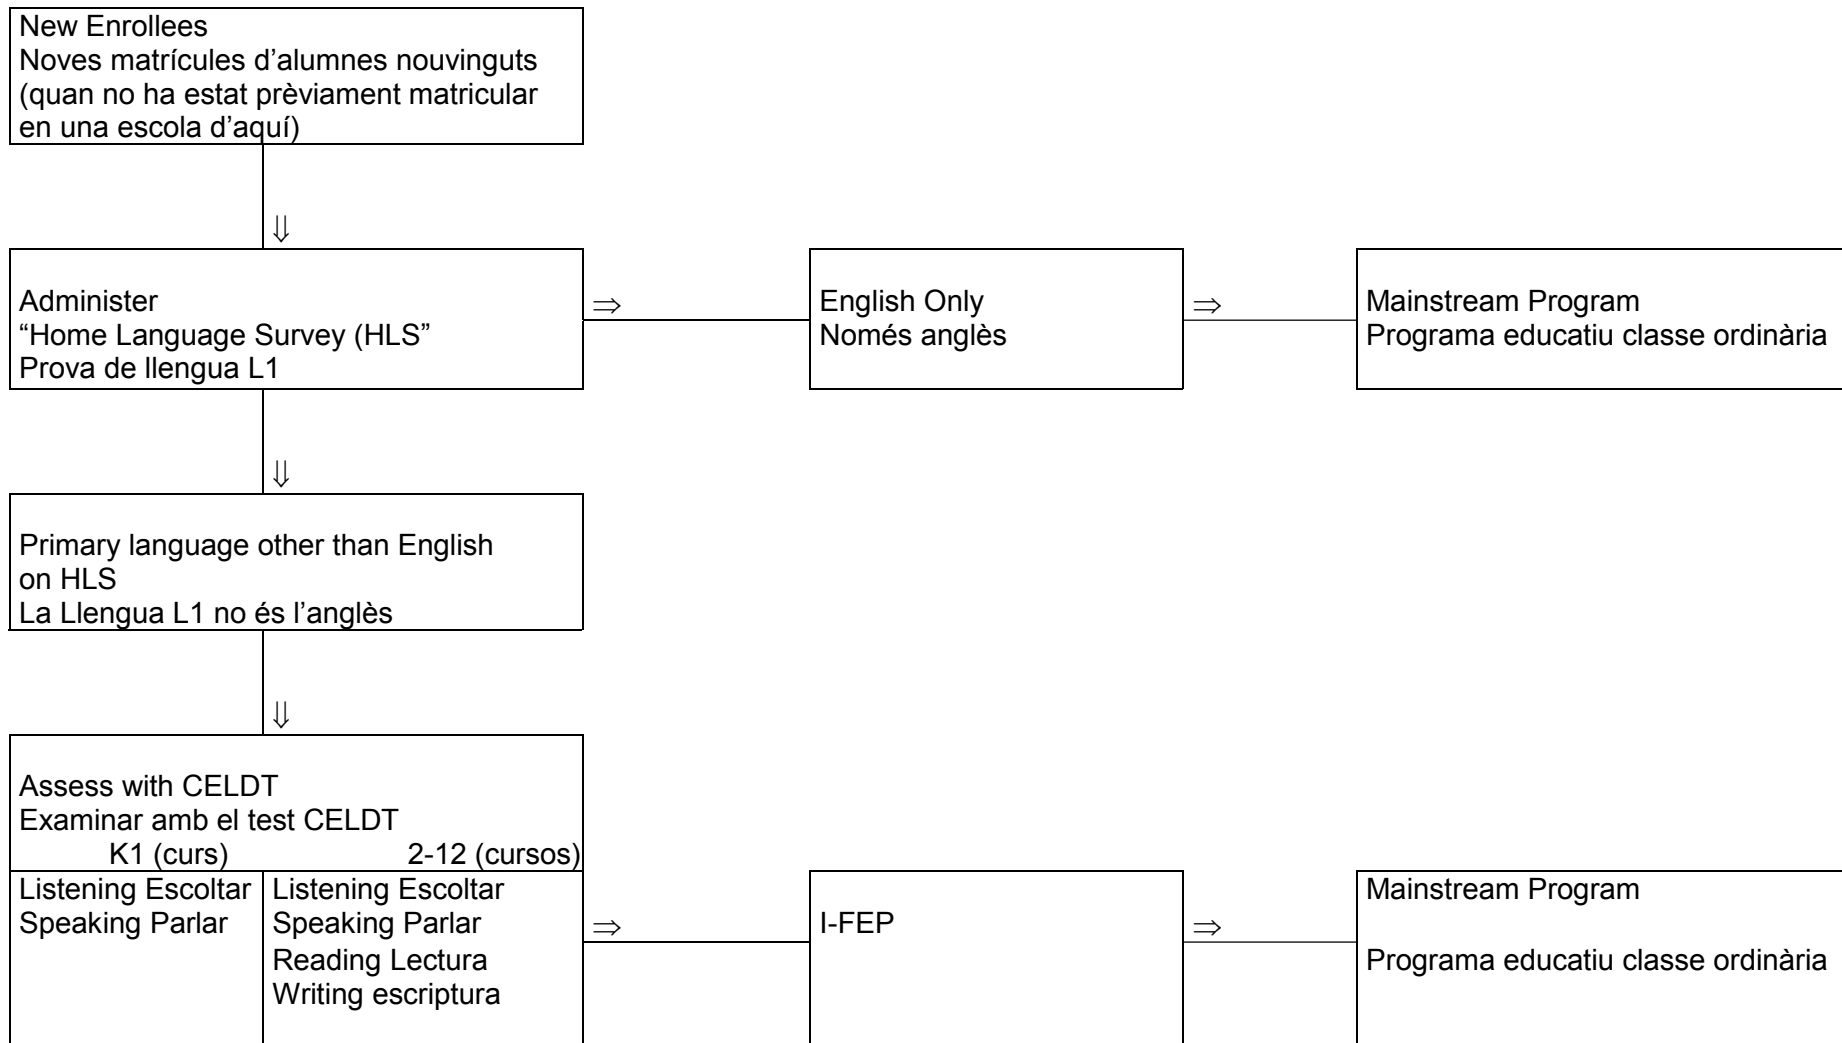 New Enrollees
Noves matrícules d’alumnes nouvinguts
(quan no ha estat prèviament matricular
en una escola d’aquí)
⇓
Administer
“Home Language Survey (HLS”
Prova de llengua L1
⇒
English Only
Només anglès
⇒
Mainstream Program
Programa educatiu classe ordinària
⇓
Primary language other than English
on HLS
La Llengua L1 no és l’anglès
⇓
Assess with CELDT
Examinar amb el test CELDT
K1 (curs) 2-12 (cursos)
Listening Escoltar
Speaking Parlar
Listening Escoltar
Speaking Parlar
Reading Lectura
Writing escriptura
⇒
I-FEP
⇒
Mainstream Program
Programa educatiu classe ordinària